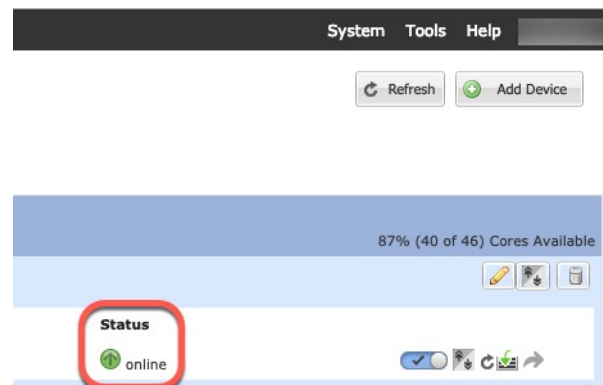 System Tools Help
Refresh Add Device
87% (40 of 46) Cores Available
Status
online